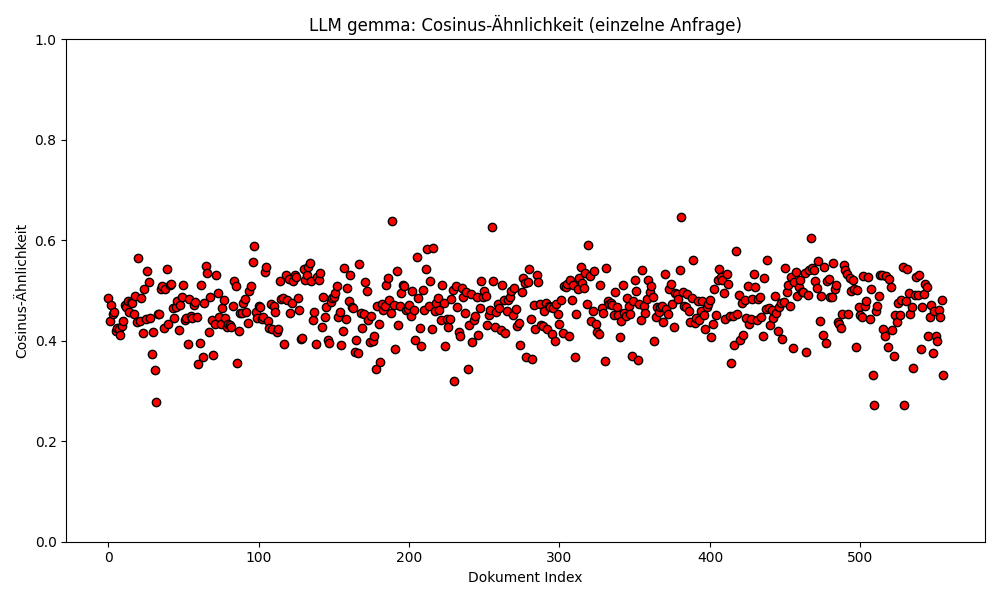 LLM gemma: Cosinus-Ähnlichkeit (einzelne Anfrage)
1.0
0.8
0.6
0.4
0.2
0.0
Cosinus-Ähnlichkeit
0 100 200 300 400 500
Dokument Index